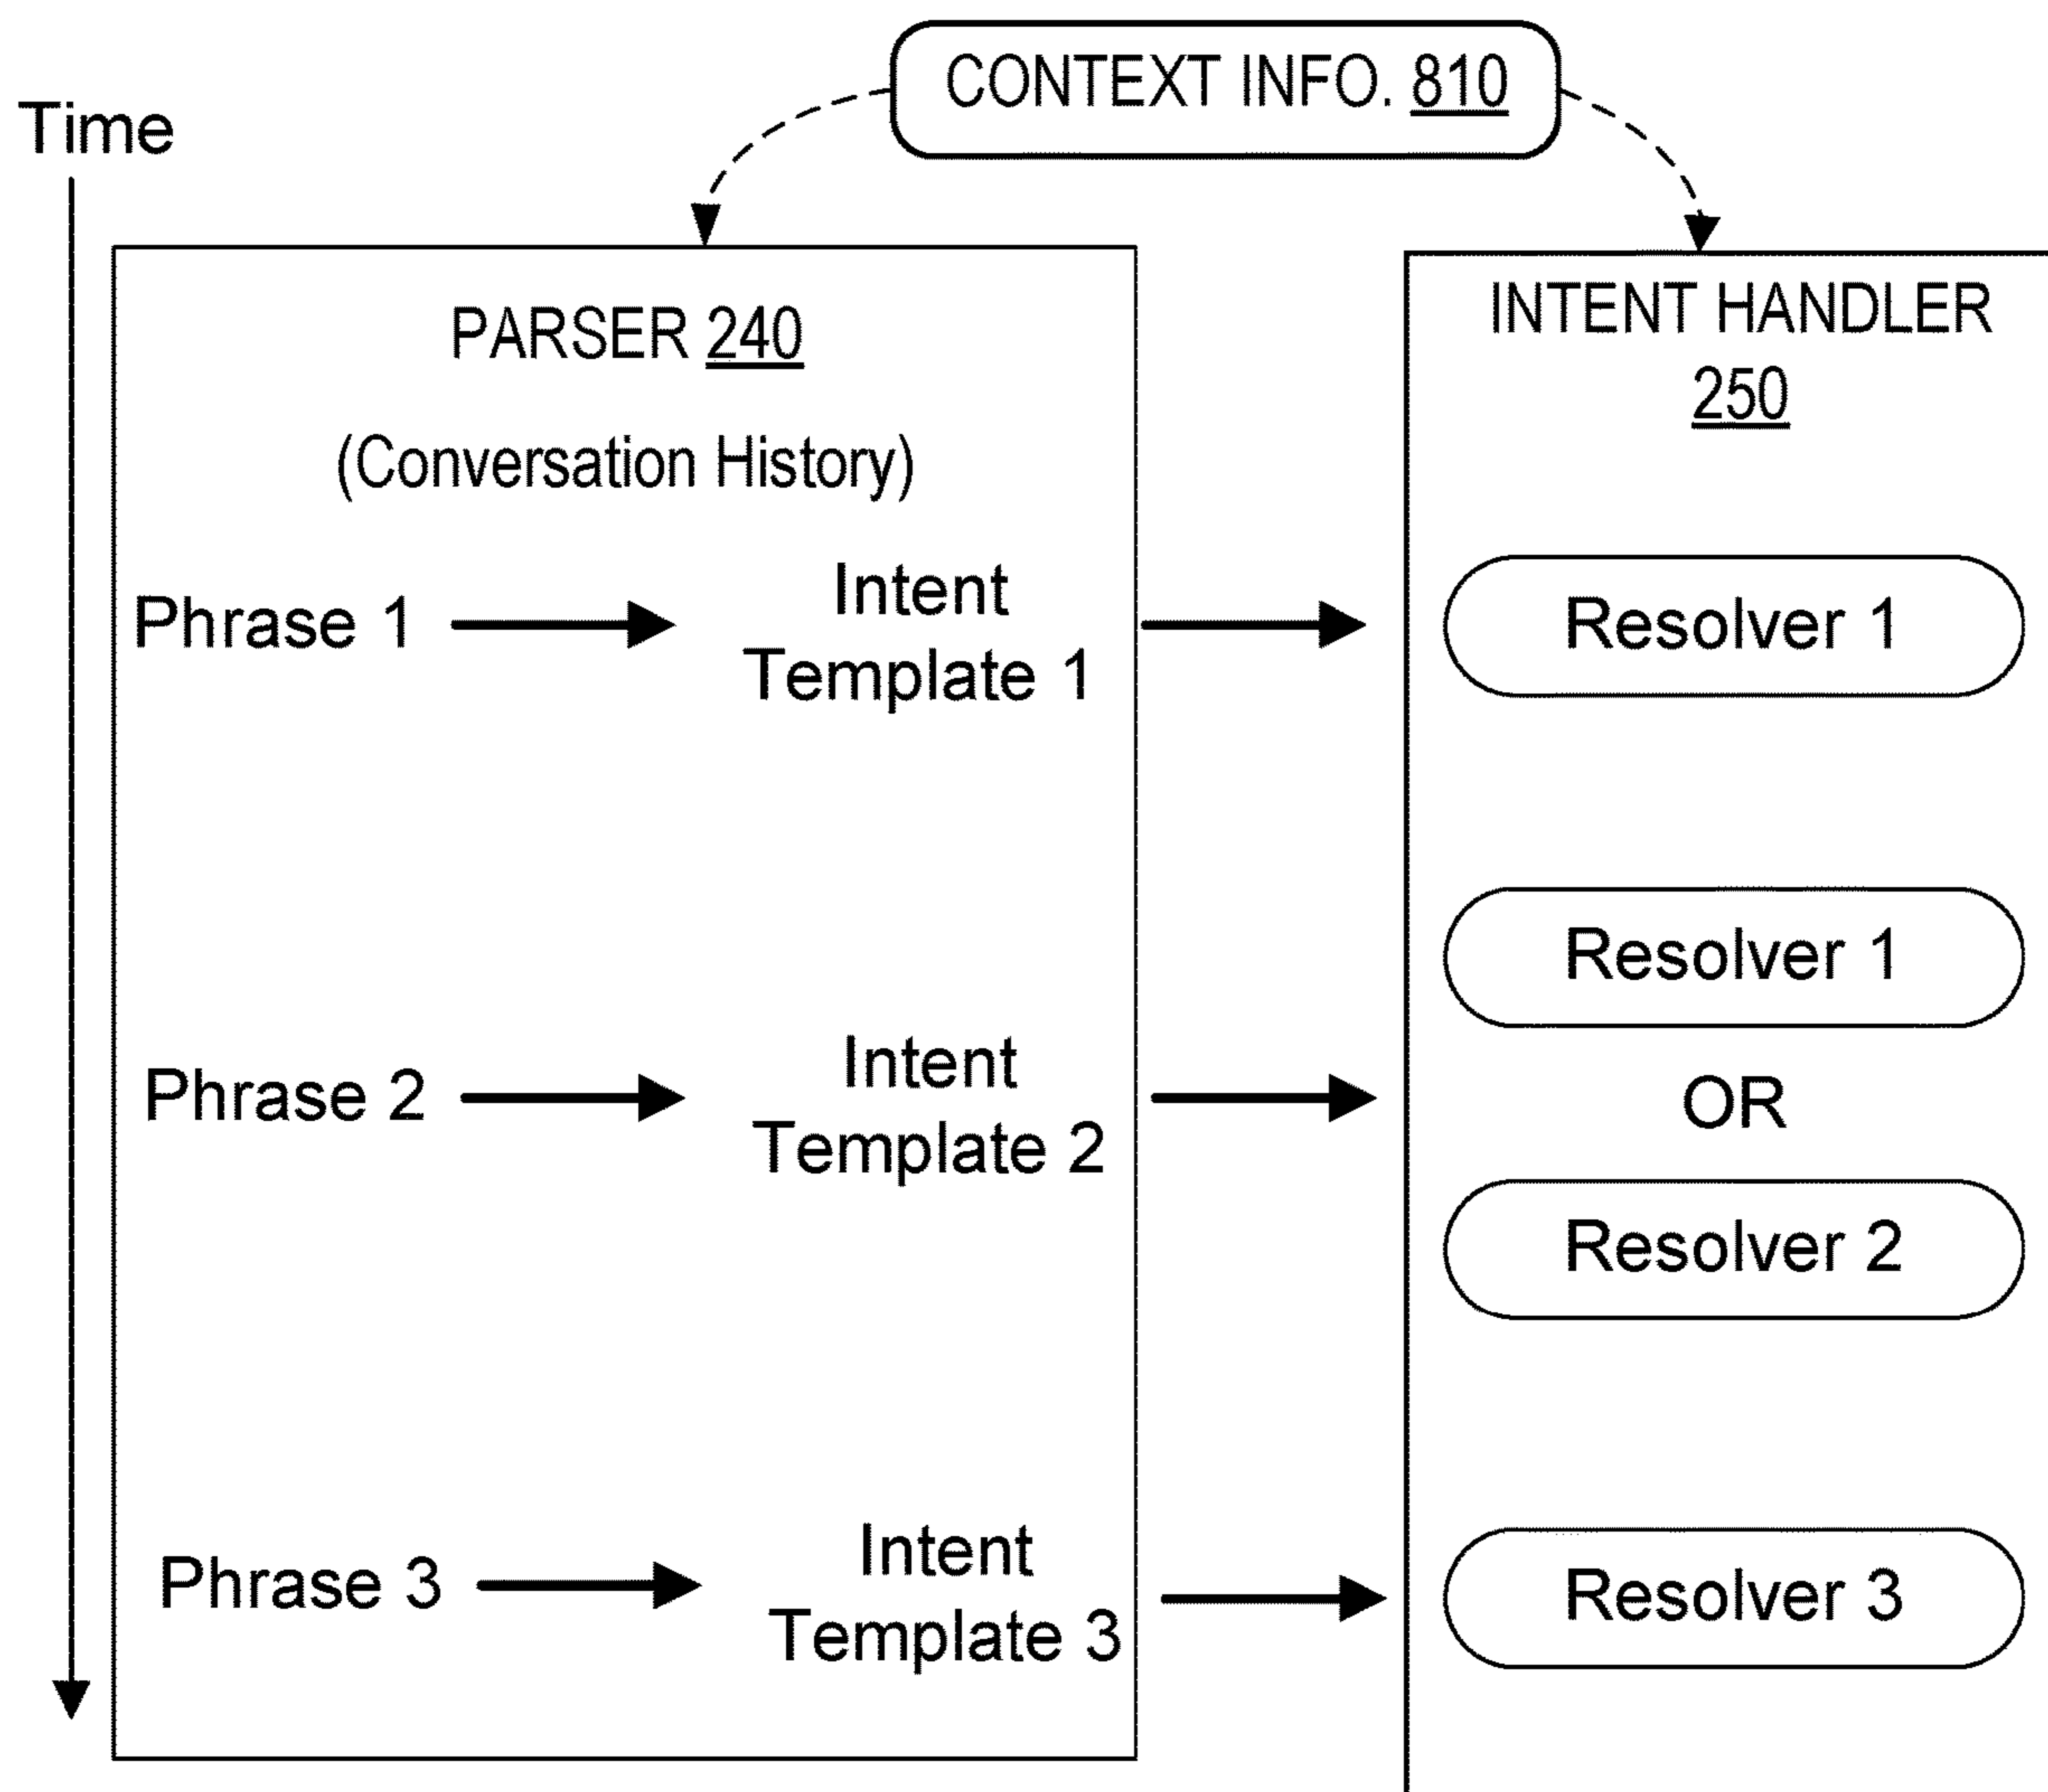 CONTEXT INFO. 810
Time
PARSER 240
(Conversation History)
INTENT HANDLER
250
Phrase 1
Intent
Template 1
Resolver 1
Resolver 1
Phrase 2
Intent
Template 2
OR
Resolver 2
Phrase 3
Intent
Template 3
Resolver 3